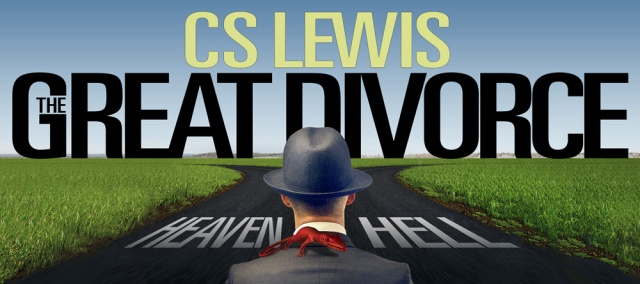 CS LEWIS
THE GREAT DIVORCE
HEAVEN HELL